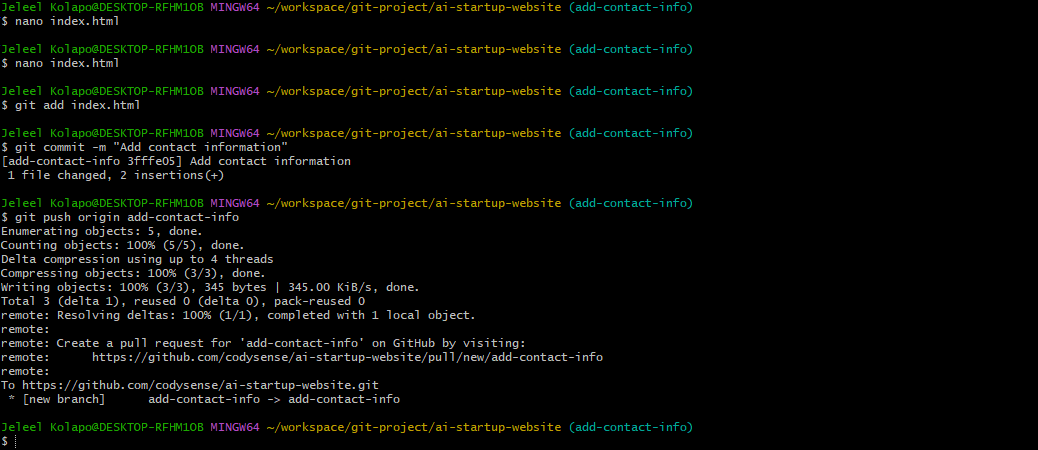 Jeleel Kolapo@DESKTOP-RFHM1OB MINGW64 ~/workspace/git-project/ai-startup-website (add-contact-info)
$ nano index.html
Jeleel Kolapo@DESKTOP-RFHM1OB MINGW64 ~/workspace/git-project/ai-startup-website (add-contact-info)
$ nano index.html
Jeleel Kolapo@DESKTOP-RFHM1OB MINGW64 ~/workspace/git-project/ai-startup-website (add-contact-info)
$ git add index.html
Jeleel Kolapo@DESKTOP-RFHM1OB MINGW64 ~/workspace/git-project/ai-startup-website (add-contact-info)
$ git commit -m "Add contact information"
[add-contact-info 3fffe05] Add contact information
 1 file changed, 2 insertions(+)
Jeleel Kolapo@DESKTOP-RFHM1OB MINGW64 ~/workspace/git-project/ai-startup-website (add-contact-info)
$ git push origin add-contact-info
Enumerating objects: 5, done.
Counting objects: 100% (5/5), done.
Delta compression using up to 4 threads
Compressing objects: 100% (3/3), done.
Writing objects: 100% (3/3), 345 bytes | 345.00 KiB/s, done.
Total 3 (delta 1), reused 0 (delta 0), pack-reused 0
remote: Resolving deltas: 100% (1/1), completed with 1 local object.
remote:
remote: Create a pull request for 'add-contact-info' on GitHub by visiting:
remote:      https://github.com/codysense/ai-startup-website/pull/new/add-contact-info
remote:
To https://github.com/codysense/ai-startup-website.git
 * [new branch]      add-contact-info -> add-contact-info
Jeleel Kolapo@DESKTOP-RFHM1OB MINGW64 ~/workspace/git-project/ai-startup-website (add-contact-info)
$